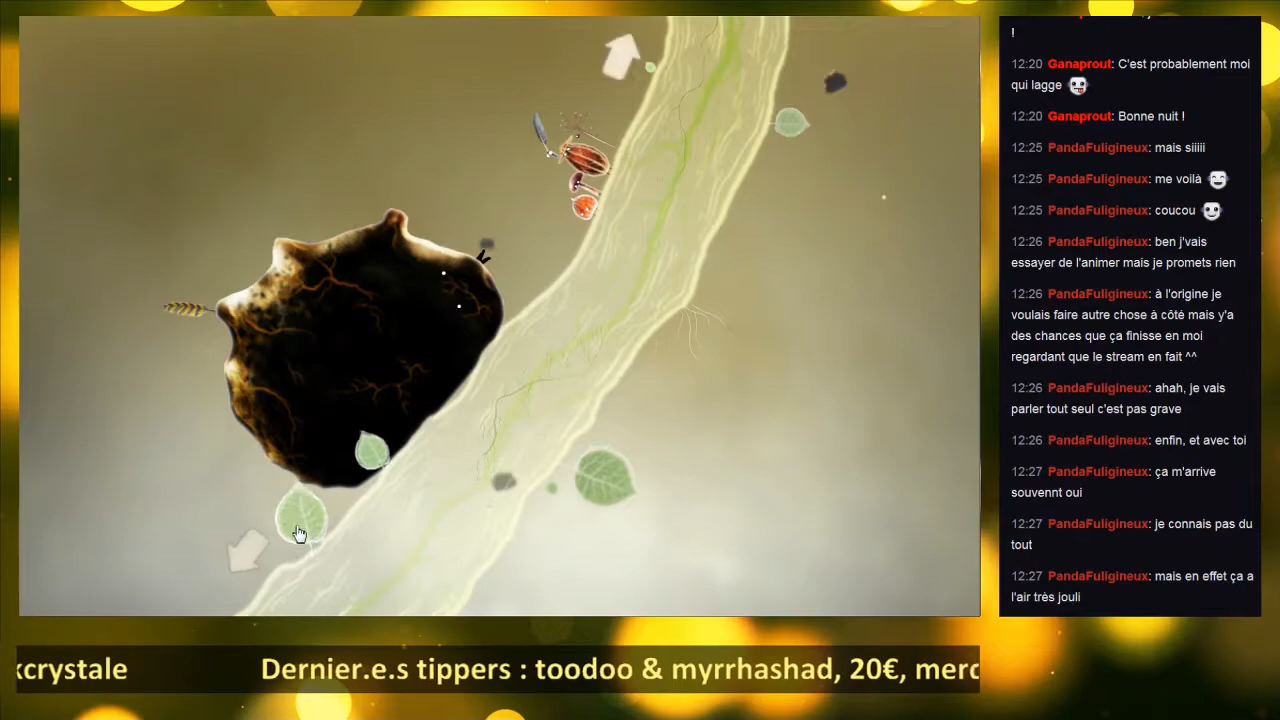 !
12:20 Ganaprout: C'est probablement moi
qui lagge
12:20 Ganaprout: Bonne nuit !
12:25 PandaFuligineux: mais siiiii
12:25 PandaFuligineux: me voilà
12:25 PandaFuligineux: coucou
12:26 PandaFuligineux: ben j'vais
essayer de l'animer mais je promets rien
12:26 PandaFuligineux: à l'origine je
voulais faire autre chose à côté mais y'a
des chances que ça finisse en moi
regardant que le stream en fait ^^
12:26 PandaFuligineux: ahah, je vais
parler tout seul c'est pas grave
12:26 PandaFuligineux: enfin, et avec toi
12:27 PandaFuligineux: ça m'arrive
souvennt oui
12:27 PandaFuligineux: je connais pas du
tout
12:27 PandaFuligineux: mais en effet ça a
l'air très jouli
xcrystale Dernier.e.s tippers : toodoo & myrrhashad, 20€, merc